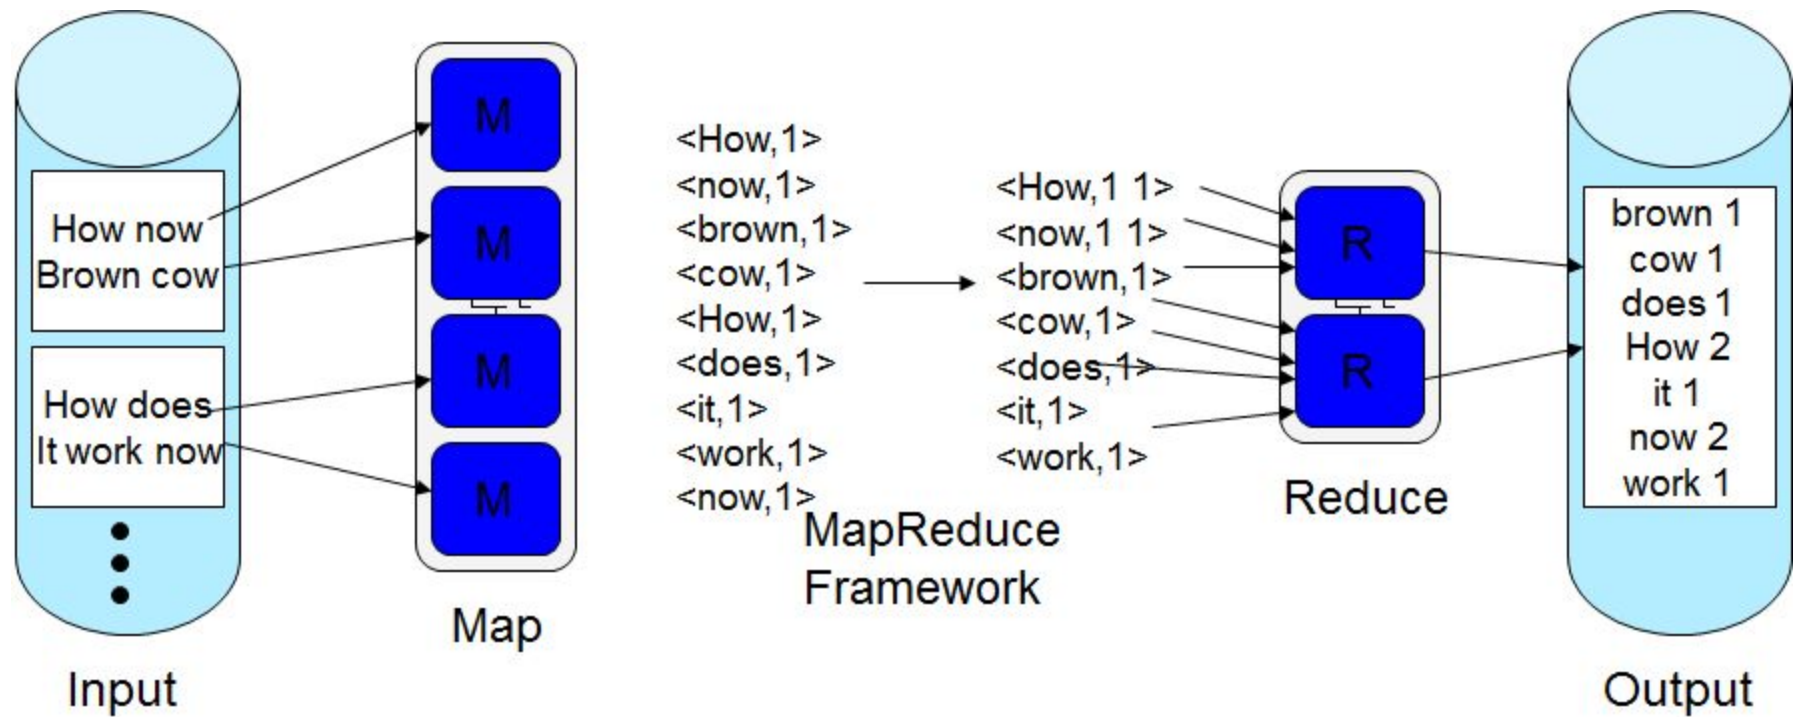 How now
Brown cow
How does
It work now
Input
M
M
M
M
Map
<How,1>
<now,1>
<brown,1>
<cow,1>
<How,1>
<does,1>
<it,1>
<work,1>
<now,1>
MapReduce
Framework
<How,1 1>
<now,1 1>
<brown,1>
<cow,1>
<does,1>
<it,1>
<work,1>
R
R
Reduce
brown 1
cow 1
does 1
How 2
it 1
now 2
work 1
Output